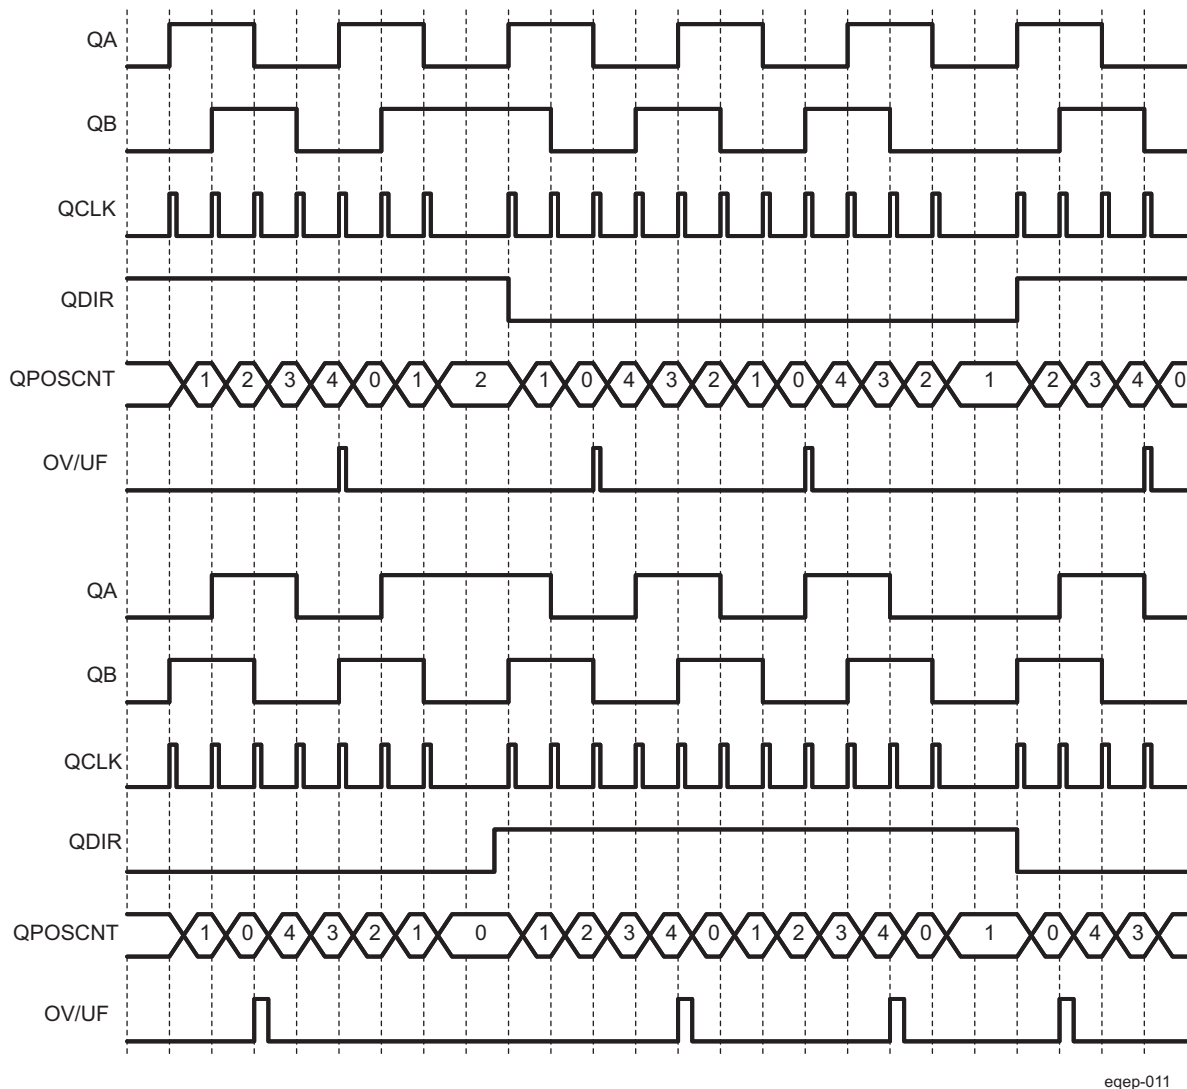 QA
QB
QCLK
QDIR
QPOSCNT 1 2 3 4 0 1 2 1 0 4 3 2 1 0 4 3 2 1 2 3 4 0
OV/UF
QA
QB
QCLK
QDIR
QPOSCNT 1 0 4 3 2 1 0 1 2 3 4 0 1 2 3 4 0 1 0 4 3
OV/UF
eqep-011